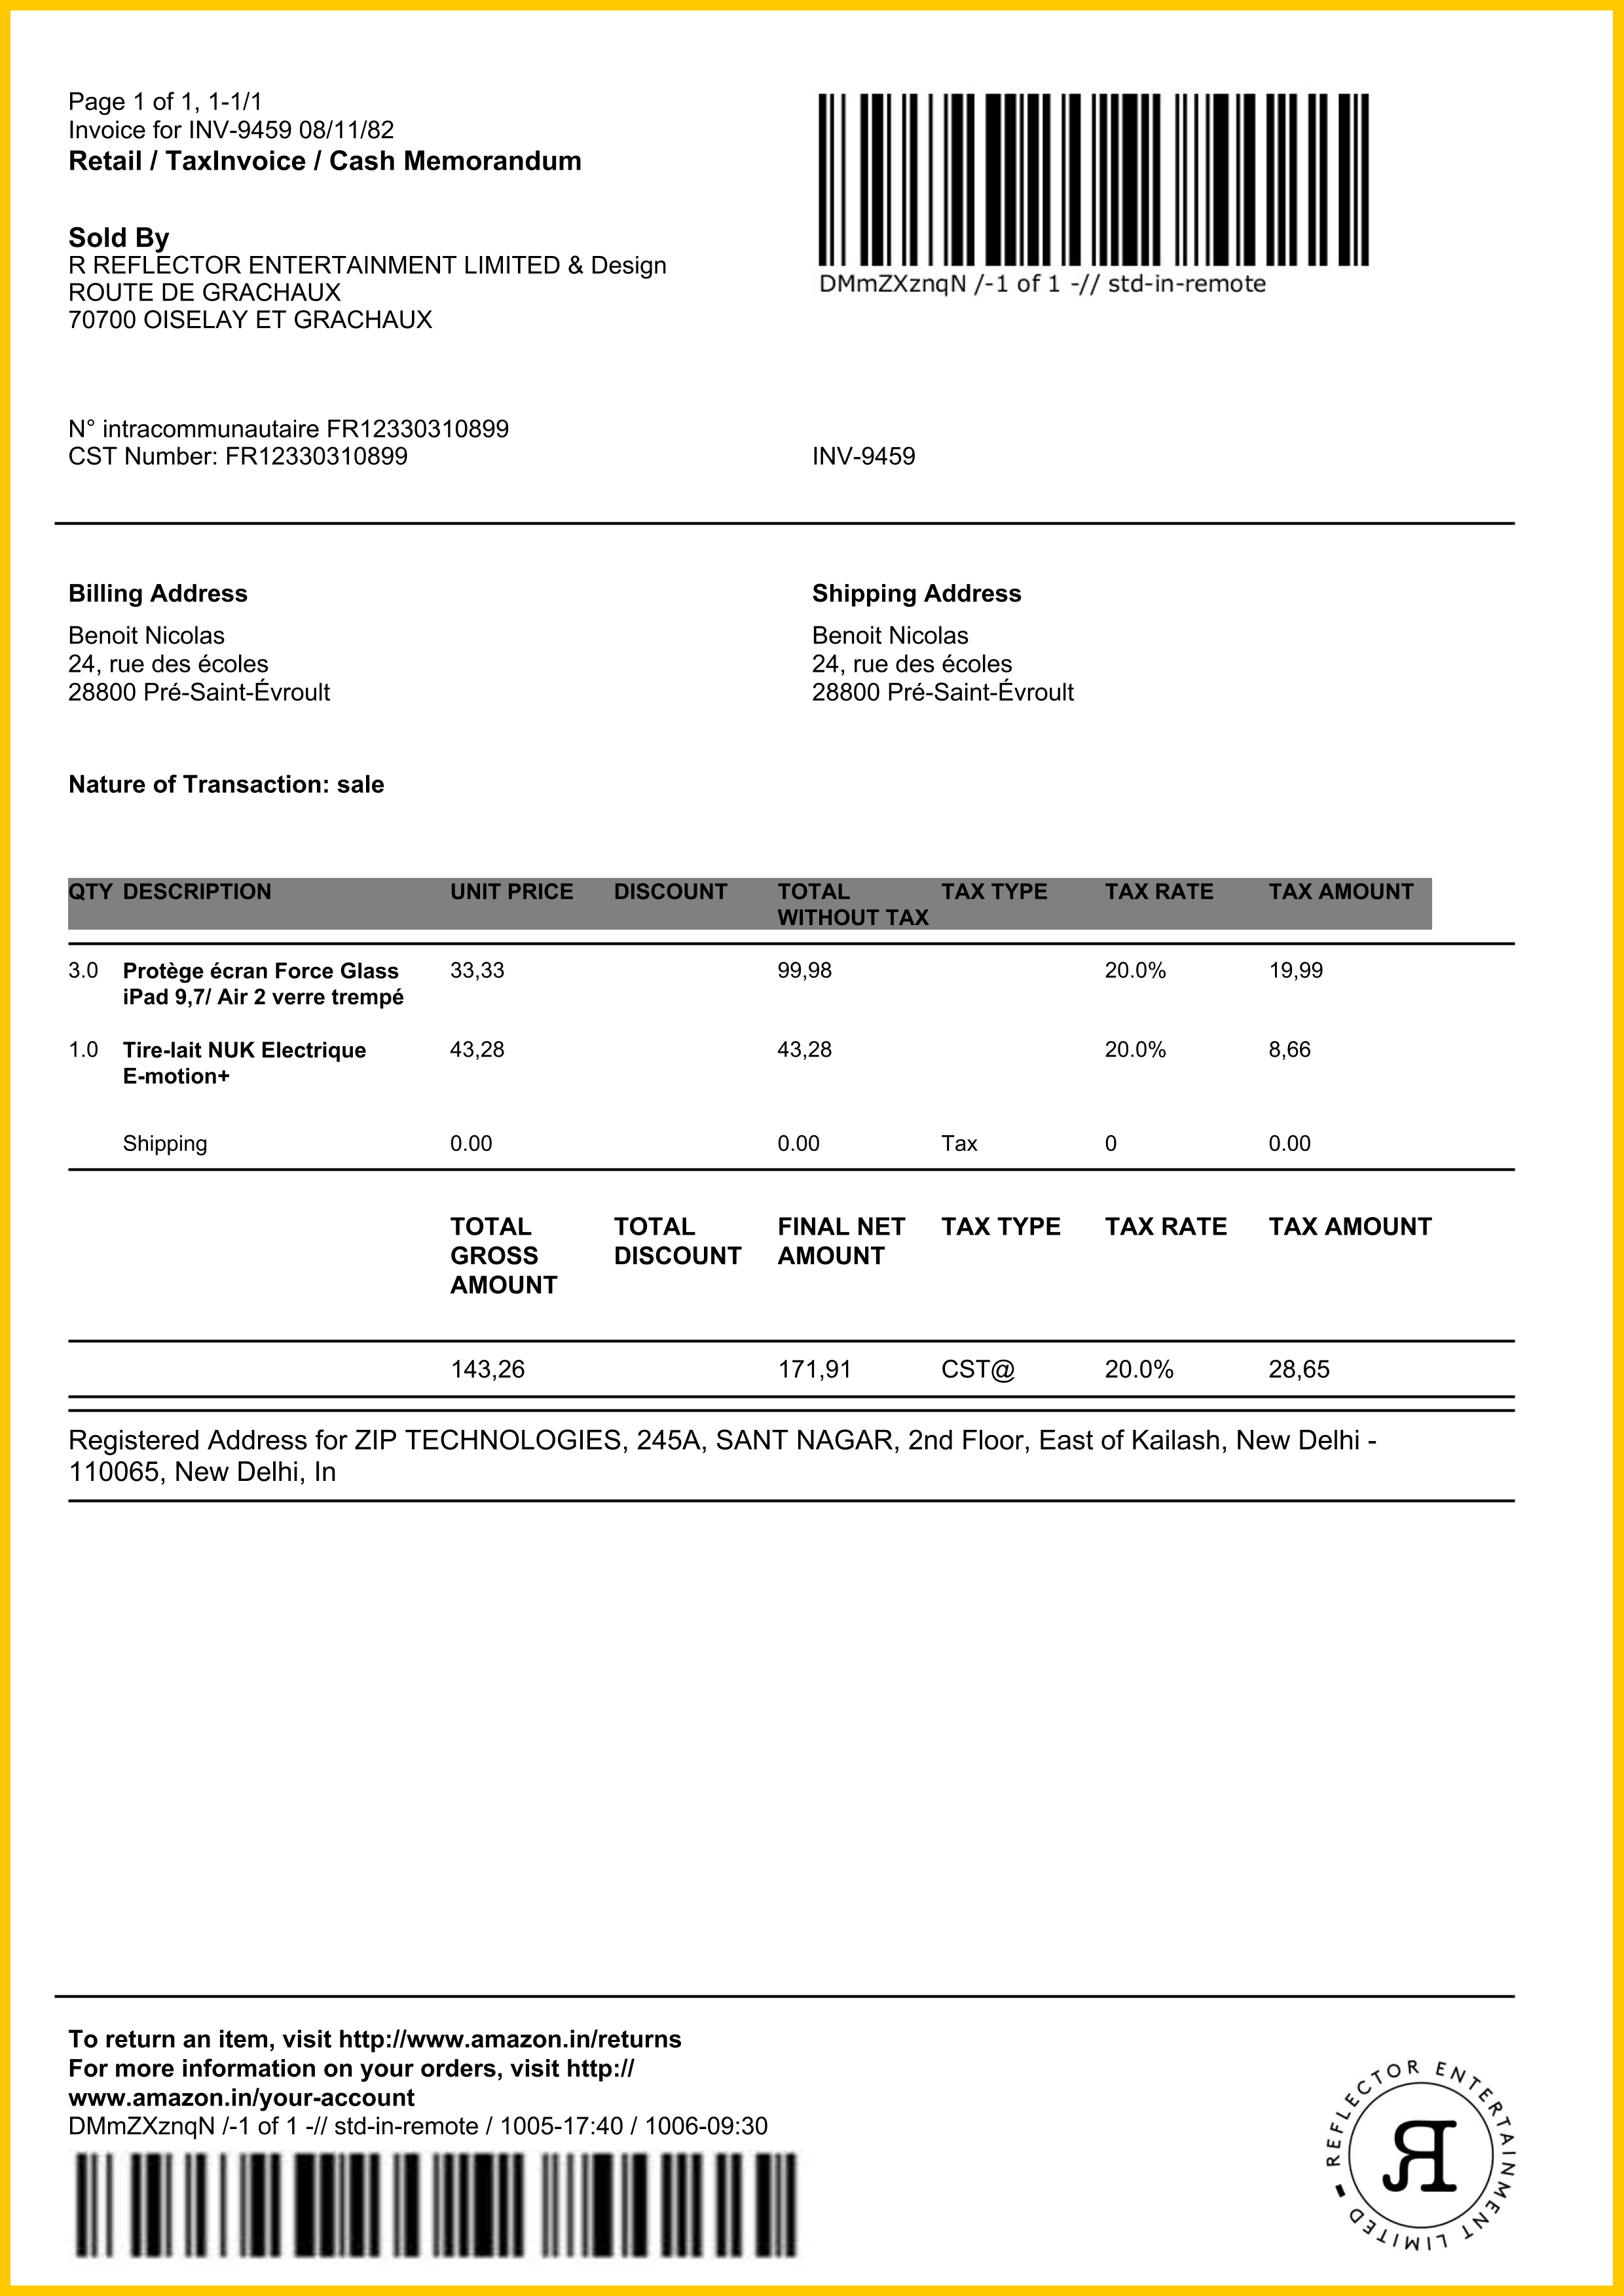 Page 1 of 1, 1-1/1
Invoice for INV-9459 08/11/82
Retail / TaxInvoice / Cash Memorandum
DMmZXznqN /-1 of 1 -// std-in-remote
Sold By
R REFLECTOR ENTERTAINMENT LIMITED & Design
ROUTE DE GRACHAUX
70700 OISELAY ET GRACHAUX
N° intracommunautaire FR12330310899
CST Number: FR12330310899
INV-9459
Billing Address
Benoit Nicolas
24, rue des écoles
28800 Pré-Saint-Évroult
Shipping Address
Benoit Nicolas
24, rue des écoles
28800 Pré-Saint-Évroult
Nature of Transaction: sale
QTY DESCRIPTION UNIT PRICE DISCOUNT TOTAL TAX TYPE TAX RATE TAX AMOUNT
WITHOUT TAX
3.0 Protège écran Force Glass 33,33 99,98 20.0% 19,99
iPad 9,7/ Air 2 verre trempé
1.0 Tire-lait NUK Electrique 43,28 43,28 20.0% 8,66
E-motion+
Shipping 0.00 0.00 Tax 0 0.00
TOTAL TOTAL FINAL NET TAX TYPE TAX RATE TAX AMOUNT
GROSS DISCOUNT AMOUNT
AMOUNT
143,26 171,91 CST@ 20.0% 28,65
Registered Address for ZIP TECHNOLOGIES, 245A, SANT NAGAR, 2nd Floor, East of Kailash, New Delhi -
110065, New Delhi, In
To return an item, visit http://www.amazon.in/returns
For more information on your orders, visit http://
www.amazon.in/your-account
DMmZXznqN /-1 of 1 -// std-in-remote / 1005-17:40 / 1006-09:30
REFLECTOR ENTERTAINMENT LIMITED